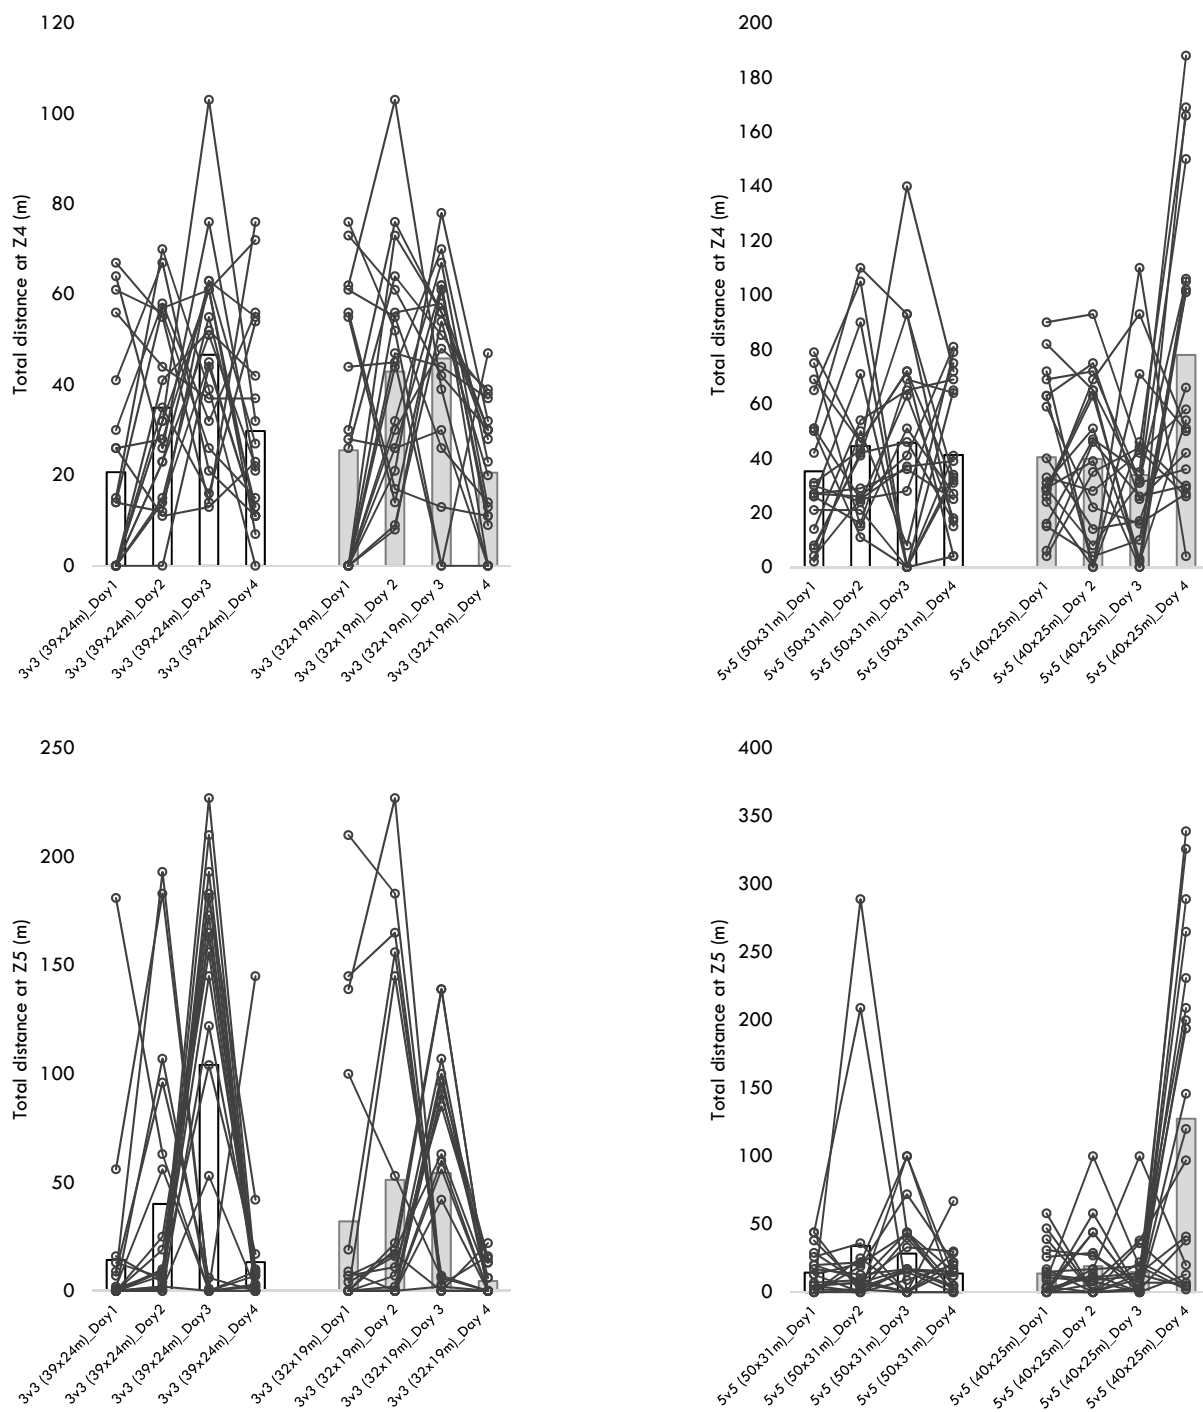 120
100
80
60
40
20
0
Total distance at Z4 (m)
3v3 (39x24m)_Day1
3v3 (39x24m)_Day2
3v3 (39x24m)_Day3
3v3 (39x24m)_Day4
3v3 (32x19m)_Day1
3v3 (32x19m)_Day 2
3v3 (32x19m)_Day 3
3v3 (32x19m)_Day 4
200
180
160
140
120
100
80
60
40
20
0
Total distance at Z4 (m)
5v5 (50x31m)_Day1
5v5 (50x31m)_Day2
5v5 (50x31m)_Day3
5v5 (50x31m)_Day4
5v5 (40x25m)_Day1
5v5 (40x25m)_Day 2
5v5 (40x25m)_Day 3
5v5 (40x25m)_Day 4
250
200
150
100
50
0
Total distance at Z5 (m)
3v3 (39x24m)_Day1
3v3 (39x24m)_Day2
3v3 (39x24m)_Day3
3v3 (39x24m)_Day4
3v3 (32x19m)_Day1
3v3 (32x19m)_Day 2
3v3 (32x19m)_Day 3
3v3 (32x19m)_Day 4
400
350
300
250
200
150
100
50
0
Total distance at Z5 (m)
5v5 (50x31m)_Day1
5v5 (50x31m)_Day2
5v5 (50x31m)_Day3
5v5 (50x31m)_Day4
5v5 (40x25m)_Day1
5v5 (40x25m)_Day 2
5v5 (40x25m)_Day 3
5v5 (40x25m)_Day 4